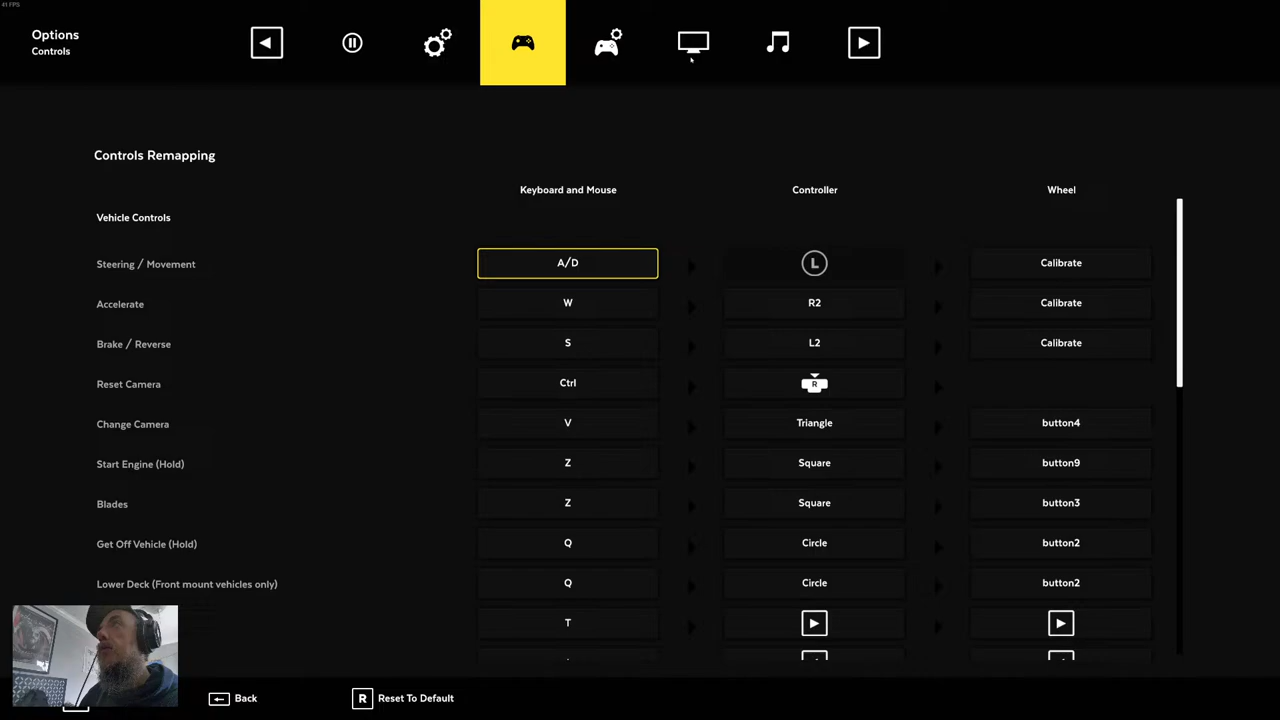 41 FPS
Options
Controls
Controls Remapping
Keyboard and Mouse Controller Wheel
Vehicle Controls
Steering / Movement A/D L Calibrate
Accelerate W R2 Calibrate
Brake / Reverse S L2 Calibrate
Reset Camera Ctrl R
Change Camera V Triangle button4
Start Engine (Hold) Z Square button9
Blades Z Square button3
Get Off Vehicle (Hold) Q Circle button2
Lower Deck (Front mount vehicles only) Q Circle button2
T
Back R Reset To Default